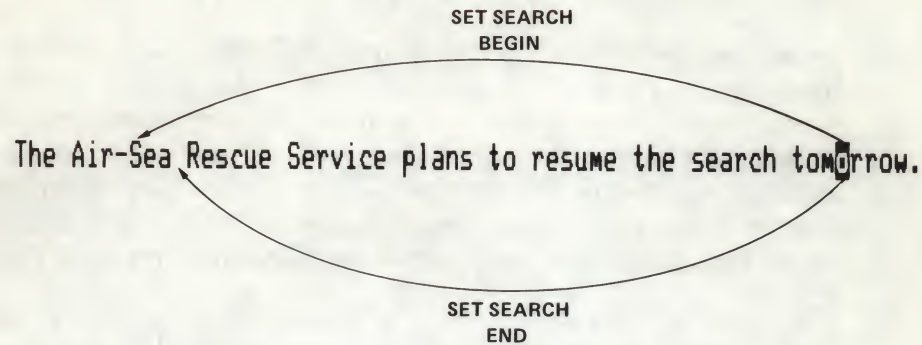 SET SEARCH
BEGIN
The Air-Sea Rescue Service plans to resume the search tomorrow.
SET SEARCH
END